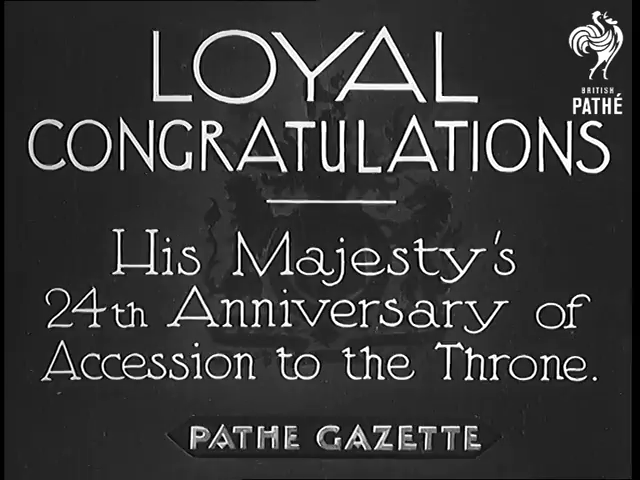 LOYAL
CONGRATULATIONS
His Majesty's
24th Anniversary of
Accession to the Throne.
PATHE GAZETTE
BRITISH
PATHÉ